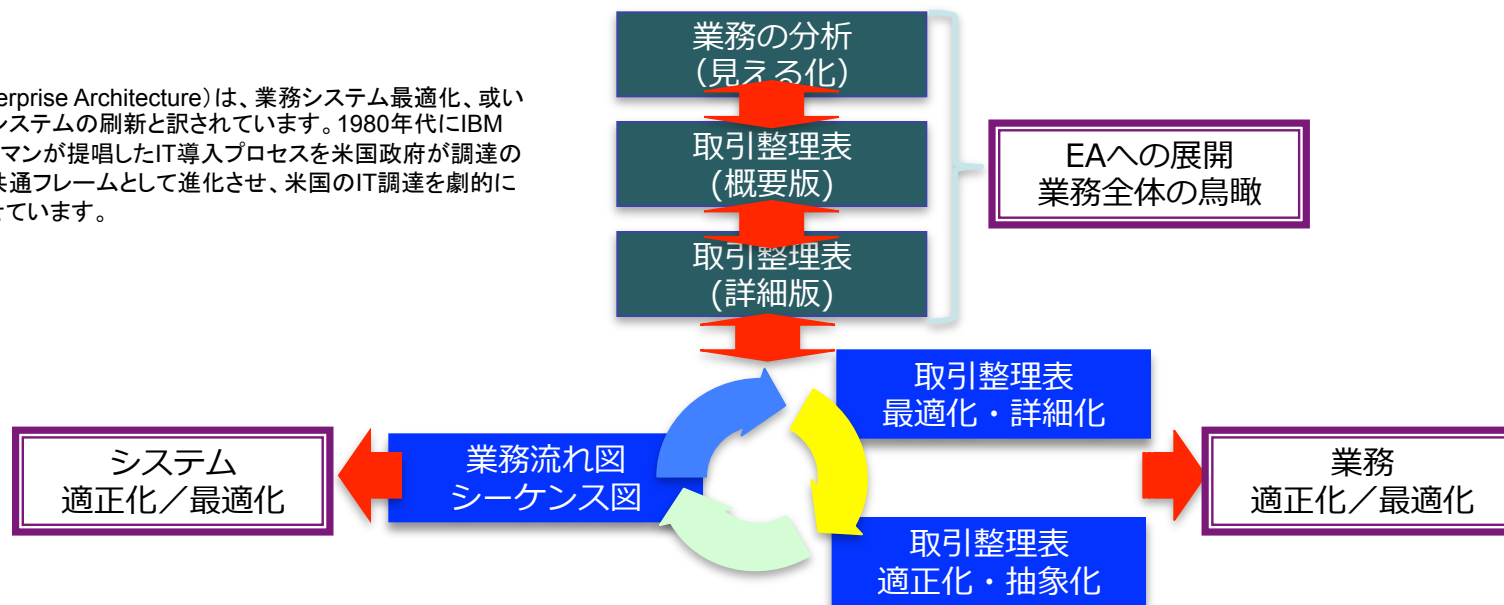 業務の分析
（見える化）
erprise Architecture）は、業務システム最適化、或い
システムの刷新と訳されています。1980年代にIBM
マンが提唱したIT導入プロセスを米国政府が調達の
共通フレームとして進化させ、米国のIT調達を劇的に
せています。
取引整理表
(概要版)
EAへの展開
業務全体の鳥瞰
取引整理表
(詳細版)
取引整理表
最適化・詳細化
システム
適正化／最適化
業務流れ図
シーケンス図
業務
適正化／最適化
取引整理表
適正化・抽象化